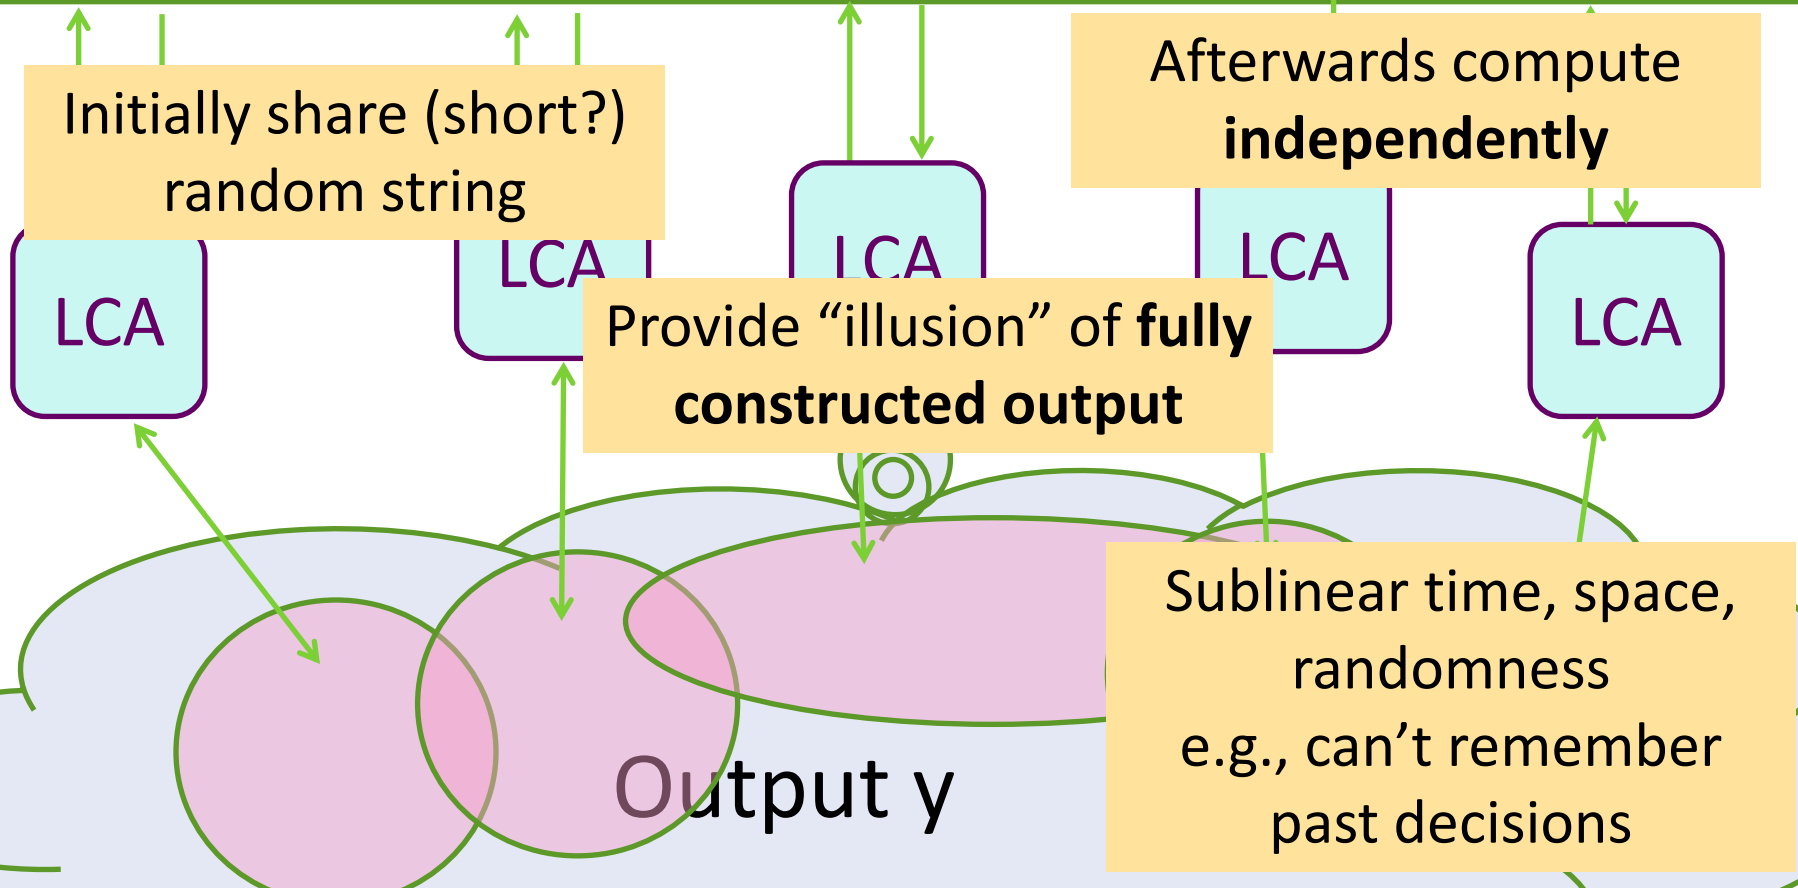 Initially share (short?)
random string
Afterwards compute
independently
LCA
LCA
LCA
LCA
LCA
Provide “illusion” of fully
constructed output
Output y
Sublinear time, space,
randomness
e.g., can’t remember
past decisions